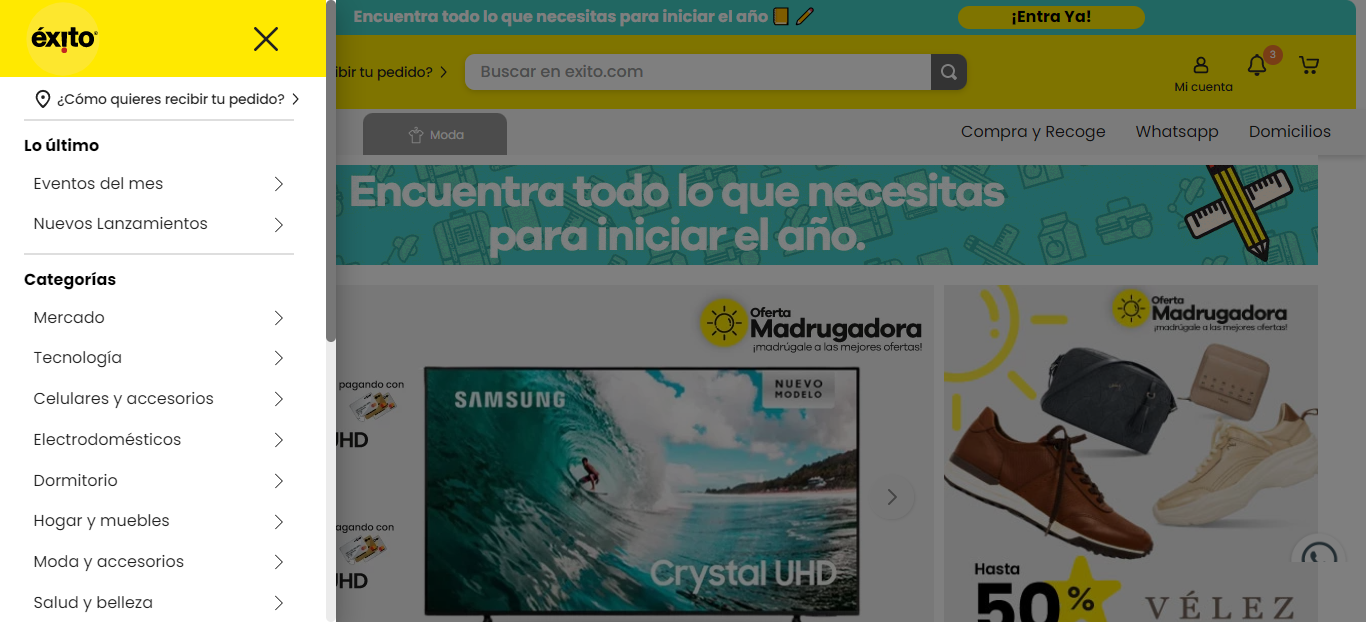 éxito
¿Cómo quieres recibir tu pedido?
Lo último
Eventos del mes
Nuevos Lanzamientos
Categorías
Mercado
Tecnología
Celulares y accesorios
Electrodomésticos
Dormitorio
Hogar y muebles
Moda y accesorios
Salud y belleza
Encuentra todo lo que necesitas para iniciar el año
¡Entra Ya!
ibir tu pedido?
Buscar en exito.com
Mi cuenta
3
Moda
Compra y Recoge
Whatsapp
Domicilios
Encuentra todo lo que necesitas
para iniciar el año.
Oferta
Madrugadora
¡madrúgale a las mejores ofertas!
pagando con
UHD
pagando con
UHD
SAMSUNG
NUEVO
MODELO
Crystal UHD
Oferta
Madrugadora
¡madrúgale a las mejores ofertas!
Hasta
50%
VÉLEZ